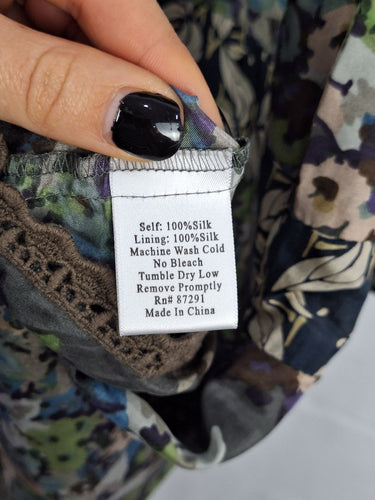 Self: 100%Silk
Lining: 100%Silk
Machine Wash Cold
No Bleach
Tumble Dry Low
Remove Promptly
Rn# 87291
Made In China